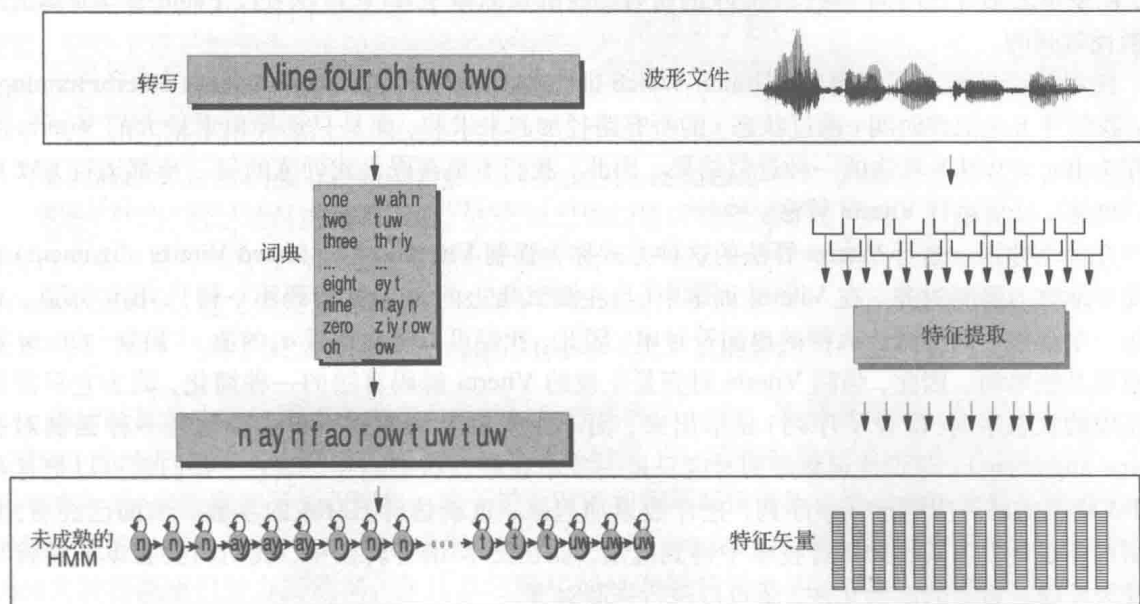 转写
Nine four oh two two
波形文件
词典
one w ah n
two t uw
three th r iy
... ...
eight ey t
nine n ay n
zero z iy r ow
oh ow
特征提取
n ay n f ao r ow t uw t uw
未成熟的
HMM
n n n ay ay ay n n n ... t t t uw uw uw
特征矢量